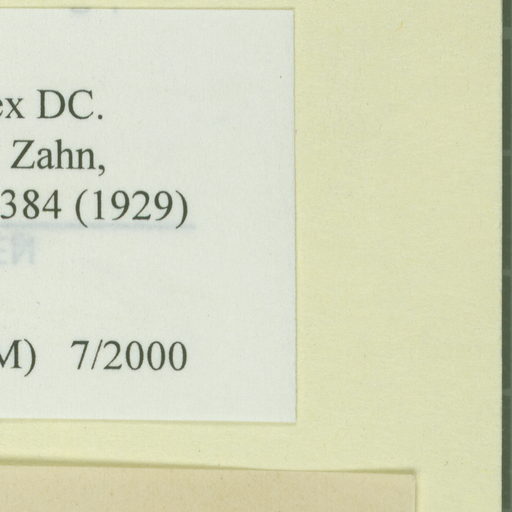 ex DC.
Zahn,
384 (1929)
M) 7/2000